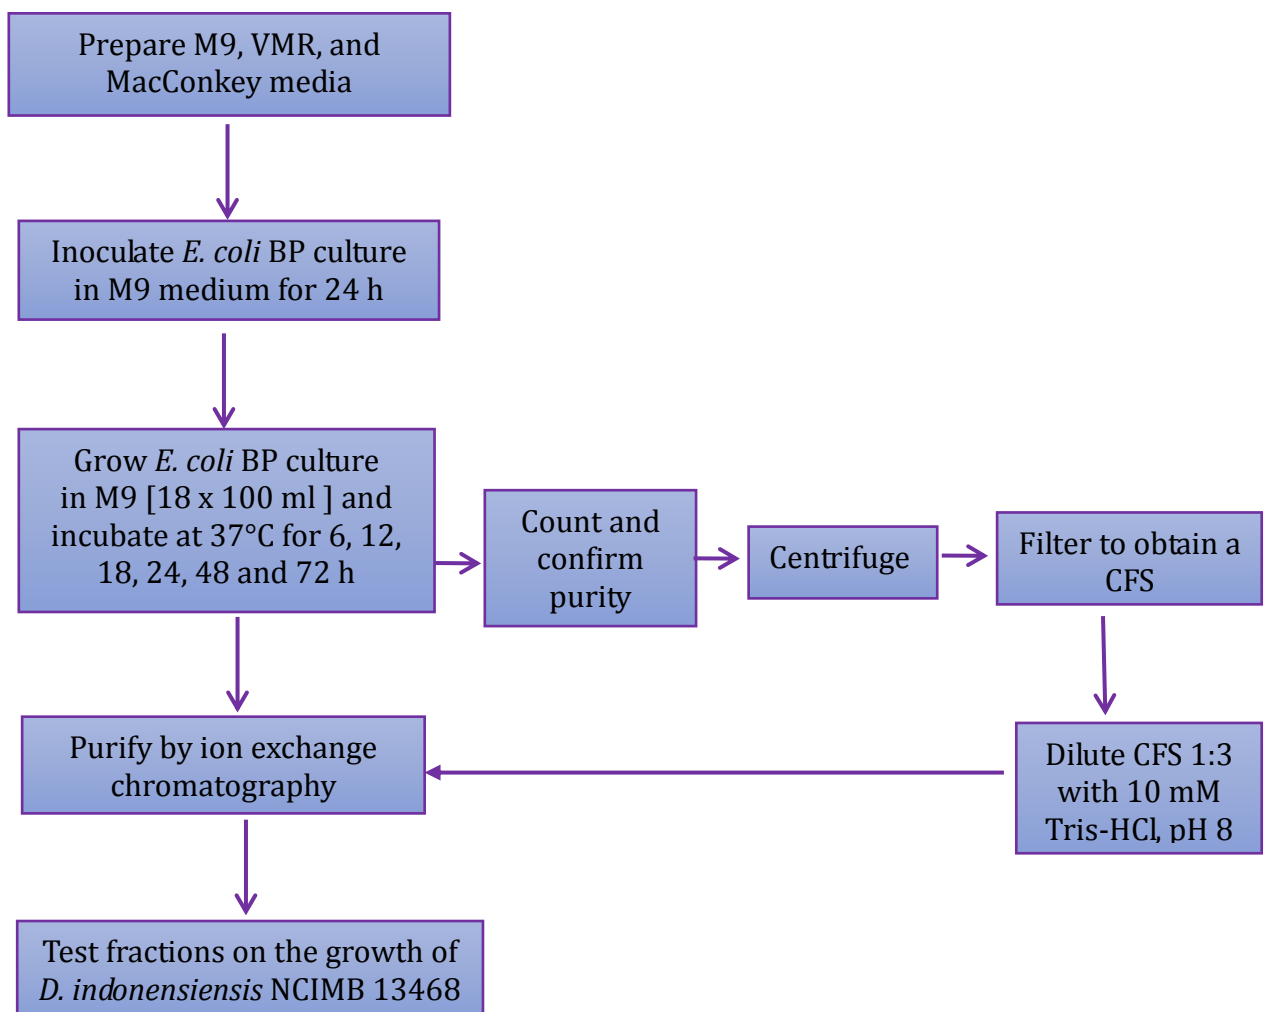 Prepare M9, VMR, and
MacConkey media
Inoculate E. coli BP culture
in M9 medium for 24 h
Grow E. coli BP culture
in M9 [18 x 100 ml ] and
incubate at 37°C for 6, 12,
18, 24, 48 and 72 h
Count and
confirm
purity
Centrifuge
Filter to obtain a
CFS
Dilute CFS 1:3
with 10 mM
Tris-HCl, pH 8
Purify by ion exchange
chromatography
Test fractions on the growth of
D. indonensiensis NCIMB 13468